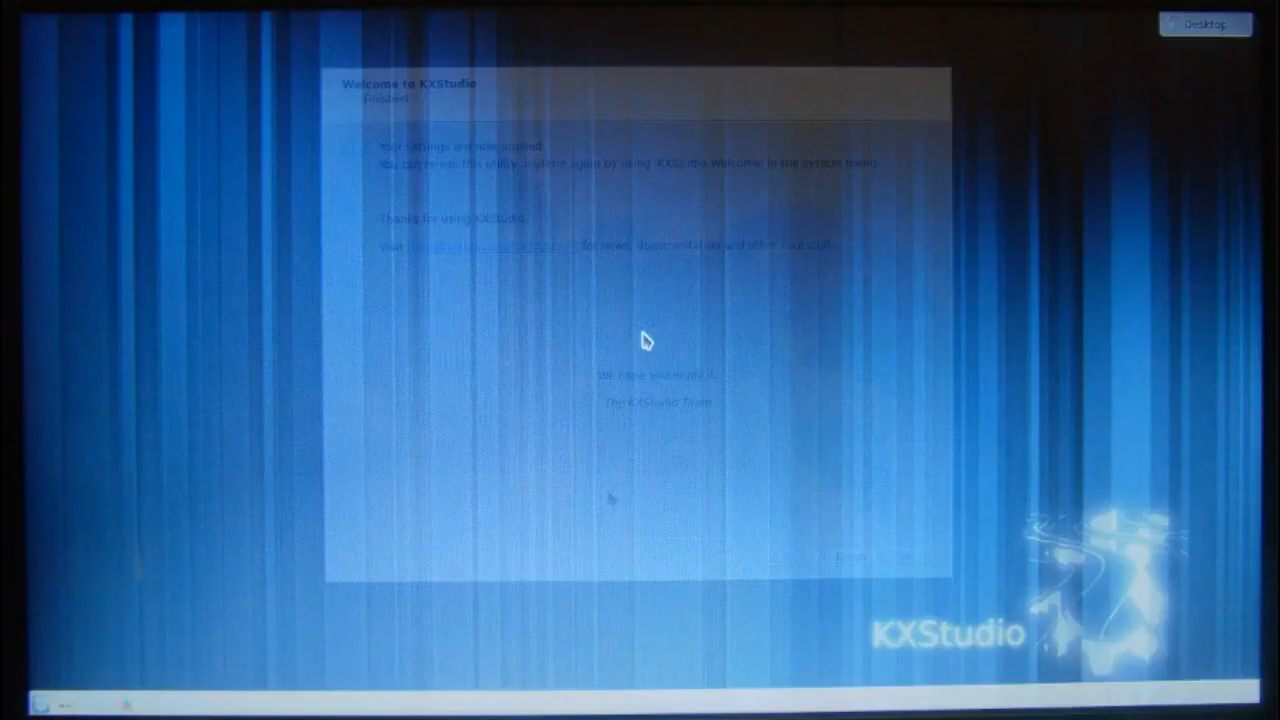 Desktop
Welcome to KXStudio
Finished
Your settings are now applied
You can re-run this utility anytime again by using 'KXStudio Welcome' in the system menu.
Thanks for using KXStudio.
Visit for news, documentation and other cool stuff
We hope you enjoy it.
The KXStudio Team
Finish
KXStudio